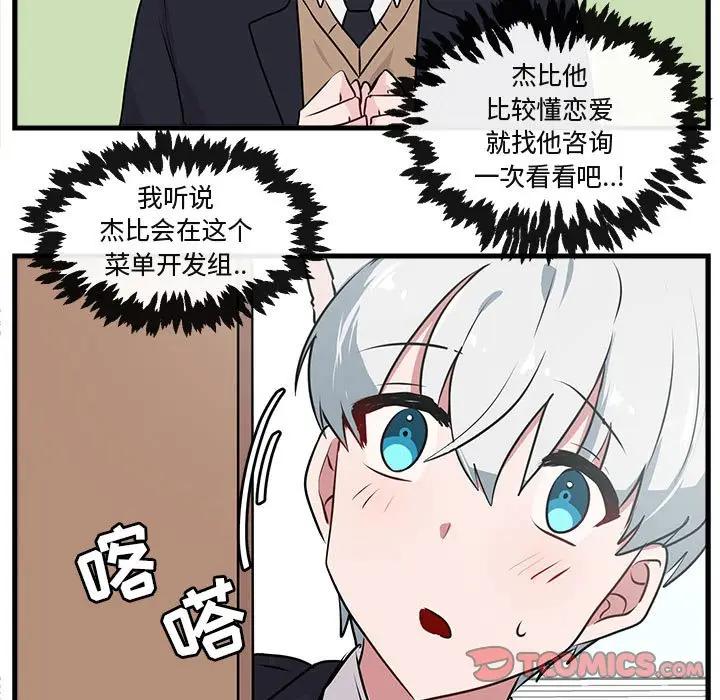 杰比他
比较懂恋爱
就找他咨询
一次看看吧..!
我听说
杰比会在这个
菜单开发组..
喀
嗒
DTCOMICS.COM